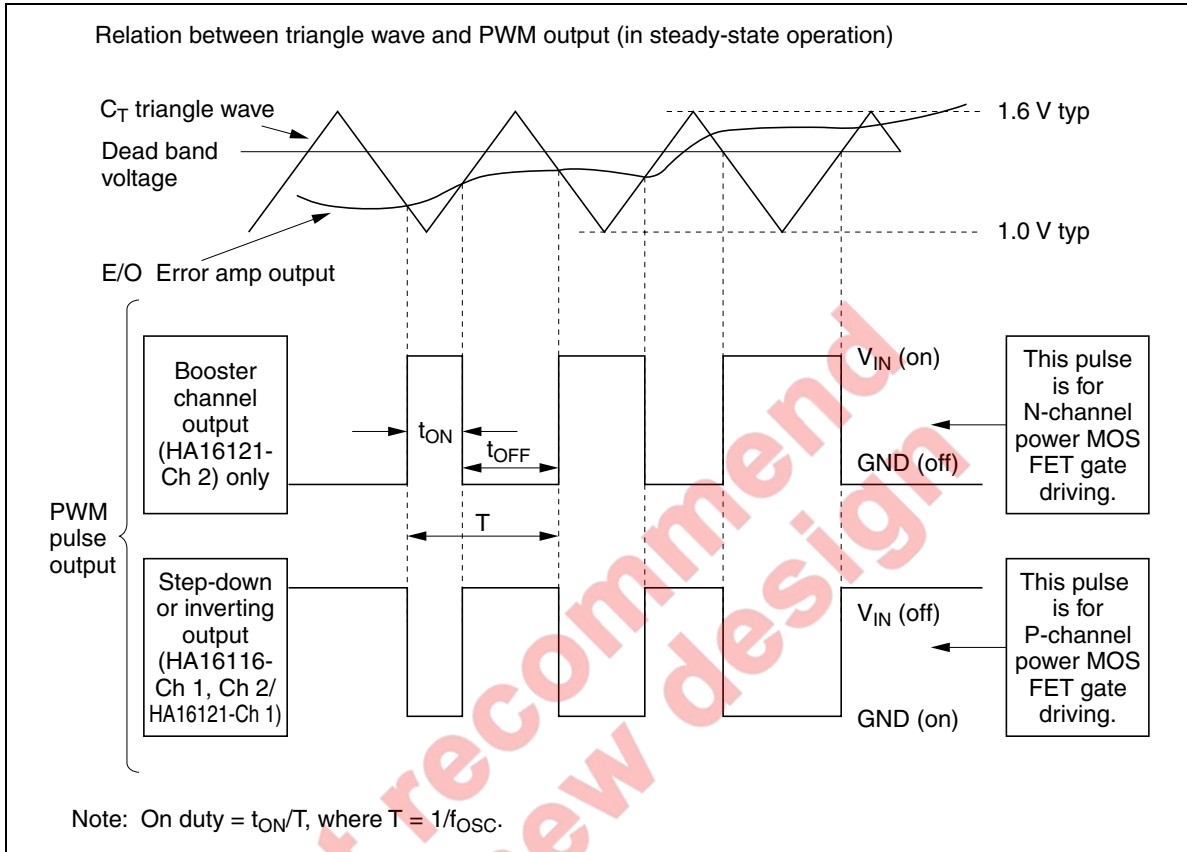 Relation between triangle wave and PWM output (in steady-state operation)
CT triangle wave
Dead band
voltage
1.6 V typ
1.0 V typ
E/O Error amp output
PWM
pulse
output
Booster
channel
output
(HA16121-
Ch 2) only
tON
tOFF
T
VIN (on)
GND (off)
This pulse
is for
N-channel
power MOS
FET gate
driving.
Step-down
or inverting
output
(HA16116-
Ch 1, Ch 2/
HA16121-Ch 1)
VIN (off)
GND (on)
This pulse
is for
P-channel
power MOS
FET gate
driving.
Note: On duty = tON/T, where T = 1/fOSC.
recommend
design